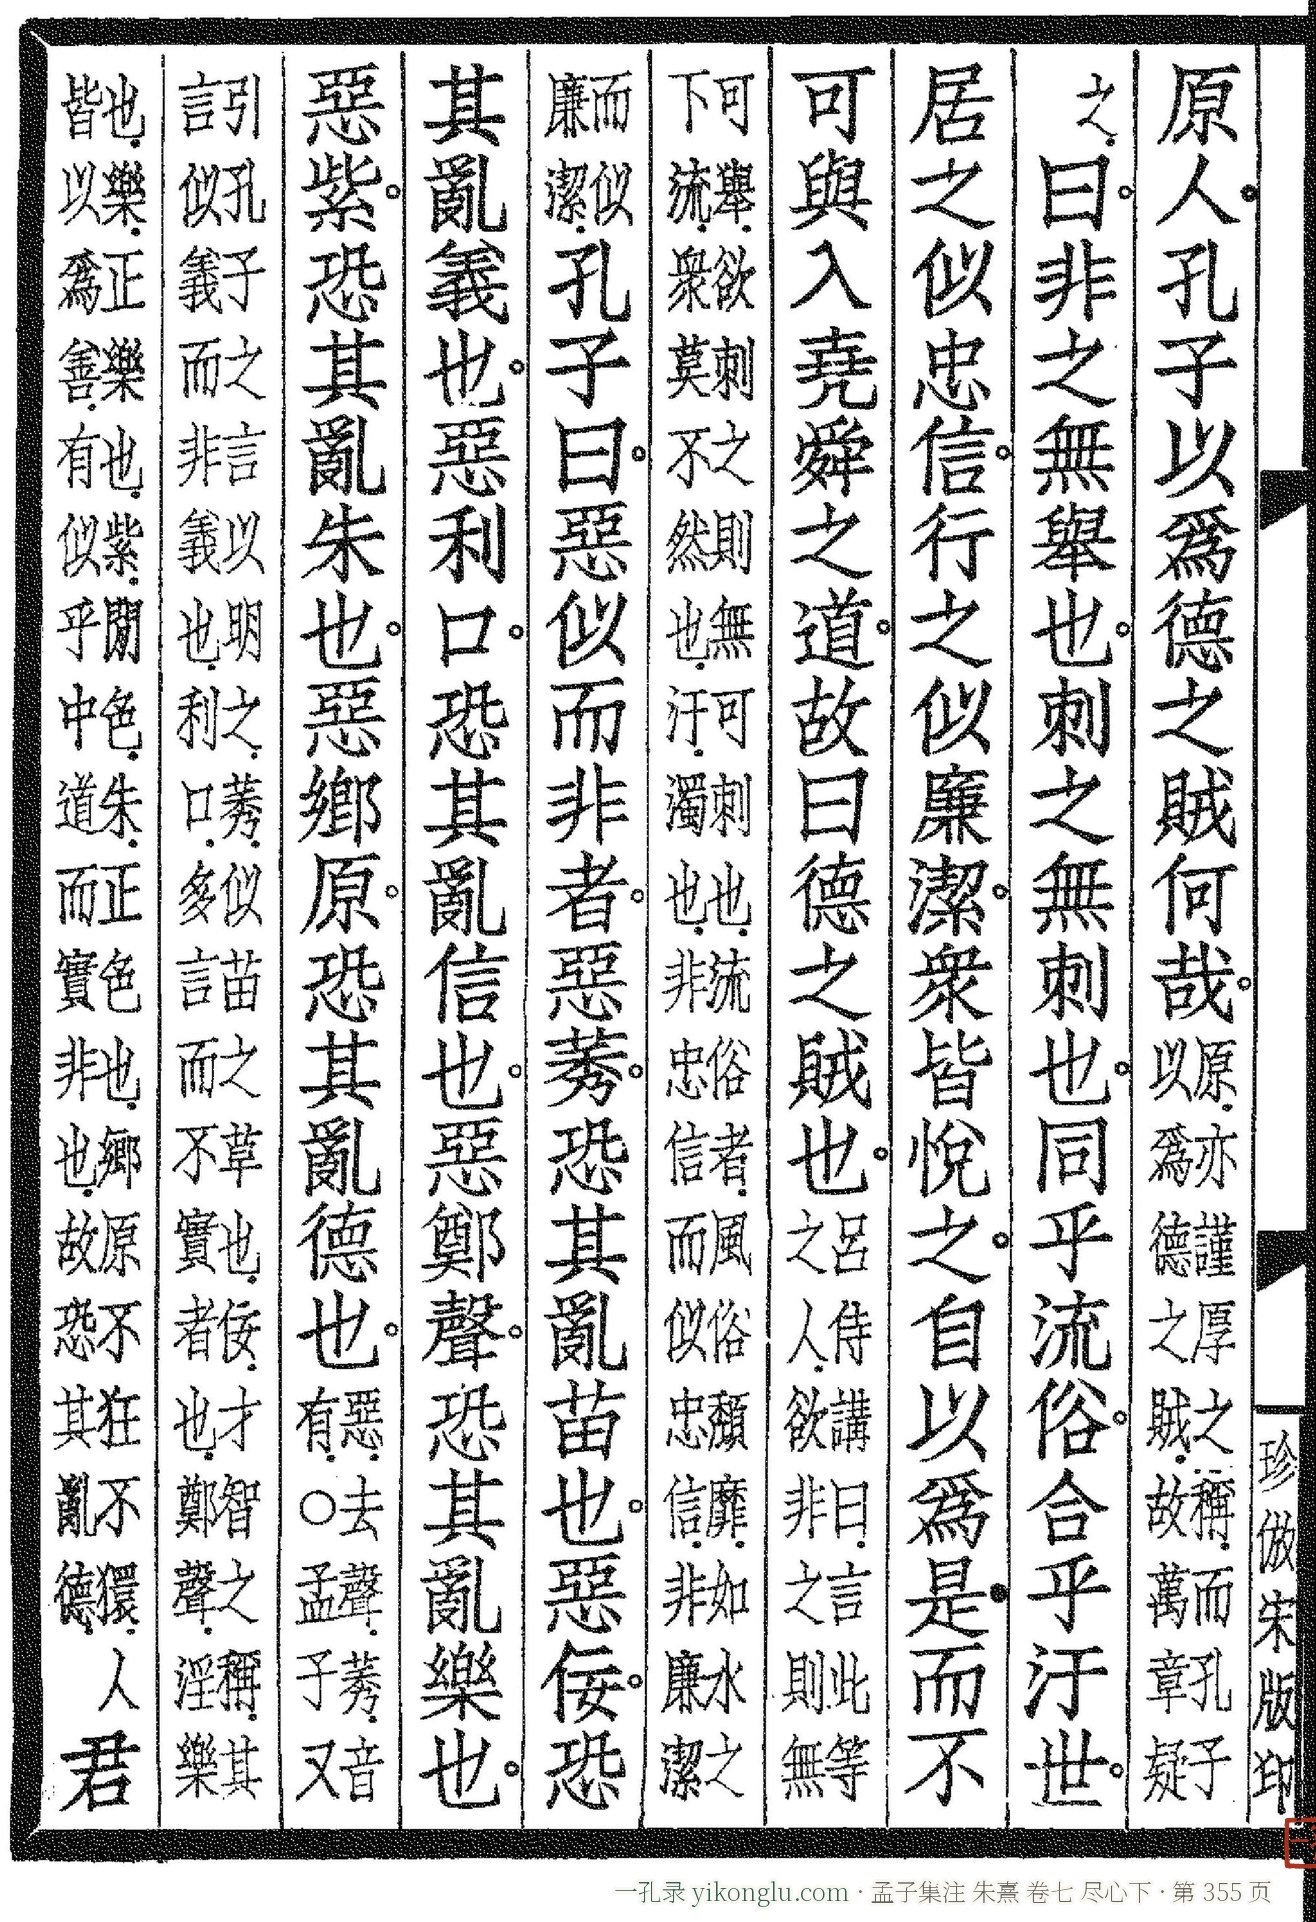 原人。孔子以爲德之賊何哉。原、亦謹厚之稱、而孔子以爲德之賊、故萬章疑
之、曰。非之無舉也。刺之無刺也。同乎流俗。合乎汙世。
居之似忠信。行之似廉潔。衆皆悅之。自以爲是。而不
可與入堯舜之道。故曰德之賊也。呂侍講曰、言此等之人、欲非之則無
可舉、欲刺之則無可刺也、流俗者、風俗頹靡、如水之下流、衆莫不然也、汙、濁也、非忠信而似忠信、非廉潔
而似廉潔、孔子曰。惡似而非者。惡莠。恐其亂苗也。惡佞。恐
其亂義也。惡利口。恐其亂信也。惡鄭聲。恐其亂樂也。
惡紫。恐其亂朱也。惡鄉原。恐其亂德也。惡、去聲、莠、音有、○孟子又
引孔子之言以明之、莠、似苗之草也、佞、才智之稱、其言似義而非義也、利口、多言而不實者也、鄭聲、淫樂
也、樂、正樂也、紫、閒色、朱、正色也、鄉原不狂不獧、人皆以爲善、有似乎中道而實非也、故恐其亂德、君
珍倣宋版印
一孔录 yikonglu.com · 孟子集注 朱熹 卷七 尽心下 · 第 355 页